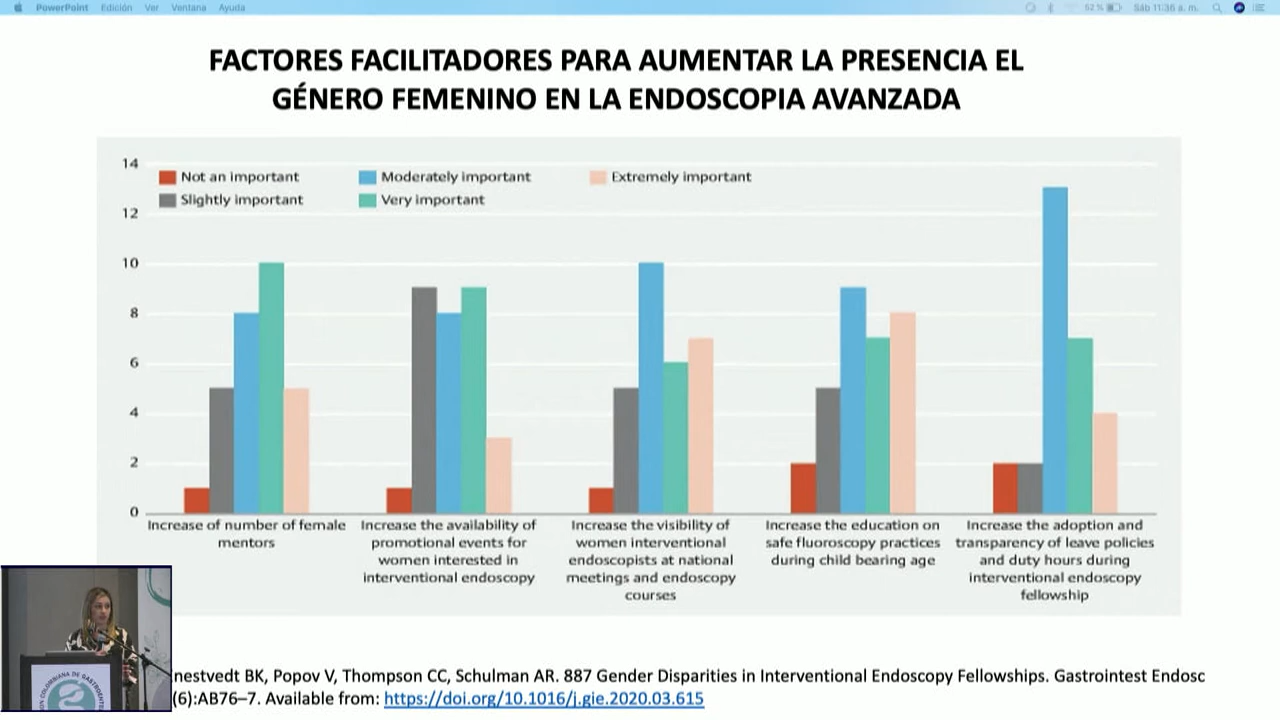 PowerPoint Edición Ver Ventana Ayuda 52 % Sáb 11:36 a. m.
FACTORES FACILITADORES PARA AUMENTAR LA PRESENCIA EL
GÉNERO FEMENINO EN LA ENDOSCOPIA AVANZADA
14
12
10
8
6
4
2
0
Not an important
Moderately important
Extremely important
Slightly important
Very important
Increase of number of female
mentors
Increase the availability of
promotional events for
women interested in
interventional endoscopy
Increase the visibility of
women interventional
endoscopists at national
meetings and endoscopy
courses
Increase the education on
safe fluoroscopy practices
during child bearing age
Increase the adoption and
transparency of leave policies
and duty hours during
interventional endoscopy
fellowship
nestvedt BK, Popov V, Thompson CC, Schulman AR. 887 Gender Disparities in Interventional Endoscopy Fellowships. Gastrointest Endosc
(6):AB76–7. Available from: https://doi.org/10.1016/j.gie.2020.03.615
COLOMBIANA DE